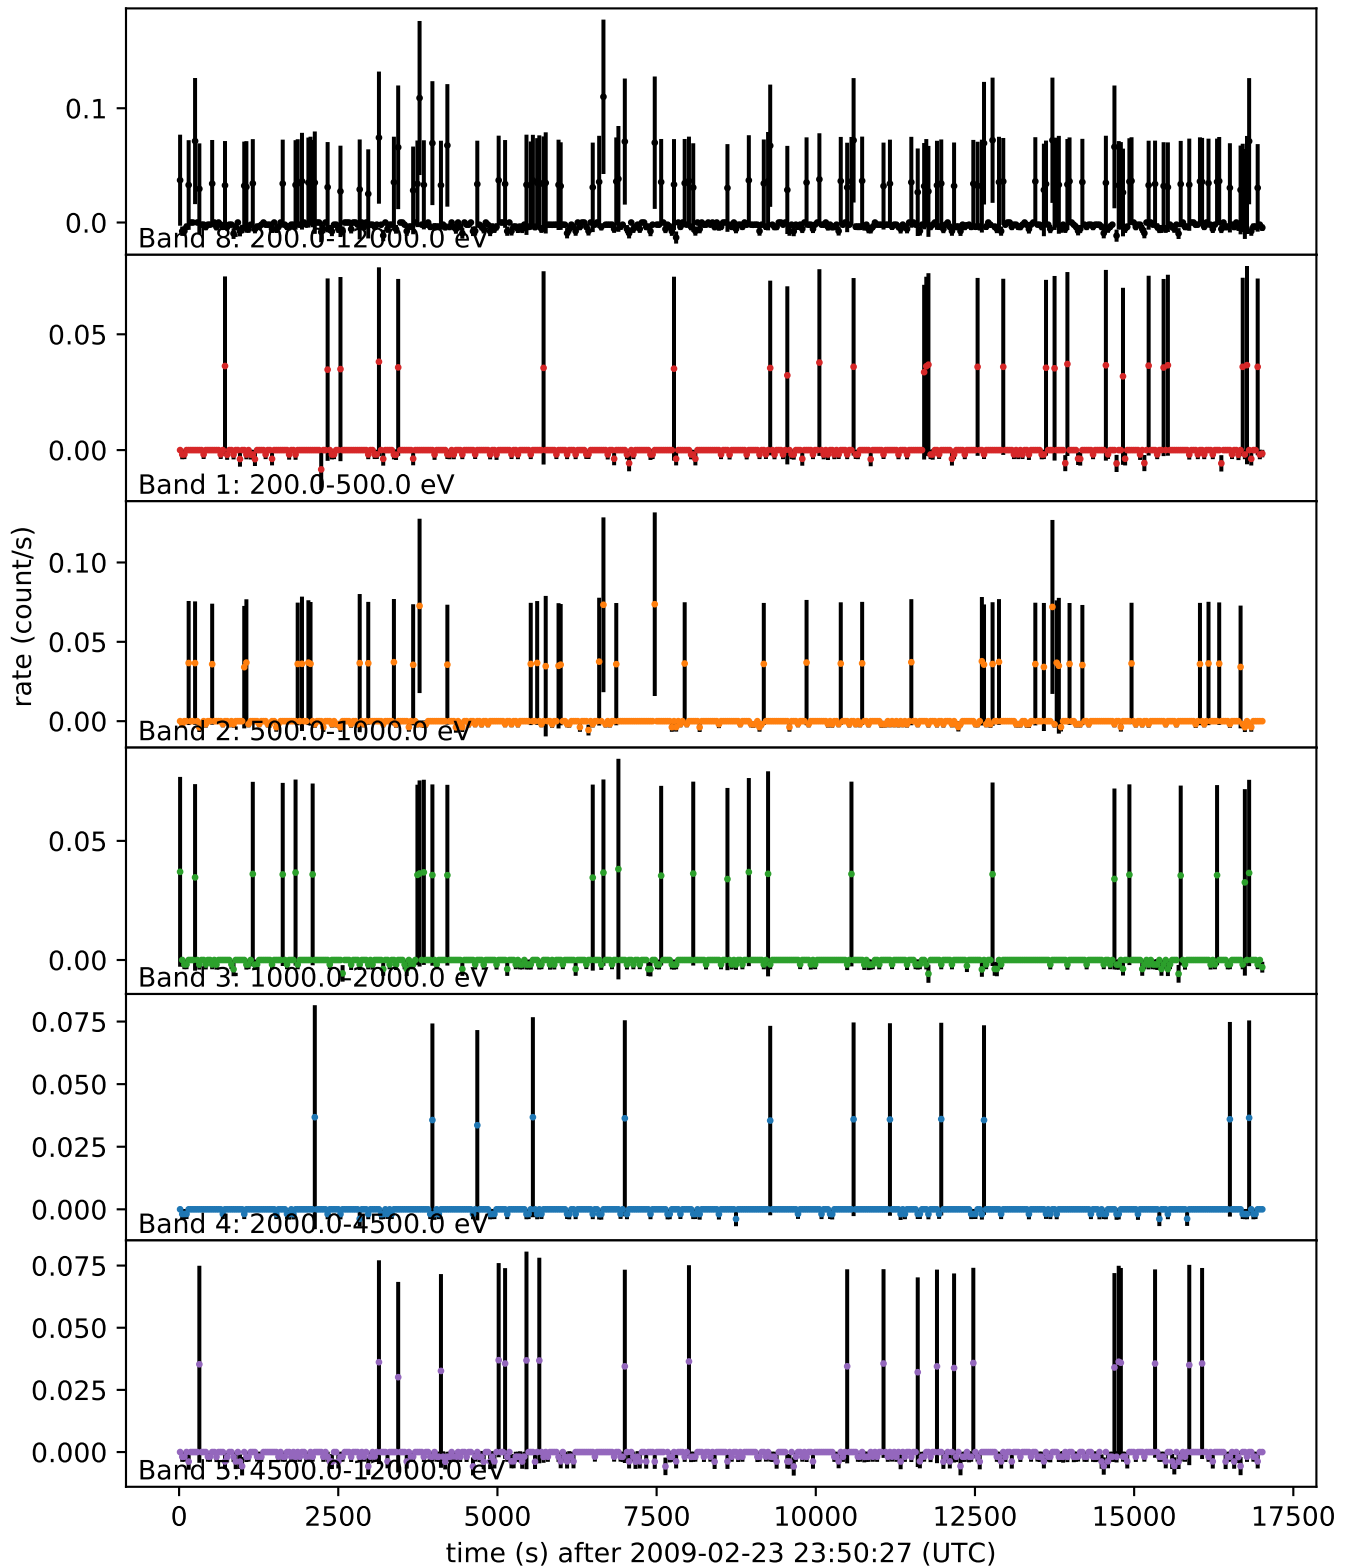 0.1
0.0
Band 8: 200.0-12000.0 eV
0.05
0.00
Band 1: 200.0-500.0 eV
rate (count/s)
0.10
0.05
0.00
Band 2: 500.0-1000.0 eV
0.05
0.00
Band 3: 1000.0-2000.0 eV
0.075
0.050
0.025
0.000
Band 4: 2000.0-4500.0 eV
0.075
0.050
0.025
0.000
Band 5: 4500.0-12000.0 eV
0 2500 5000 7500 10000 12500 15000 17500
time (s) after 2009-02-23 23:50:27 (UTC)